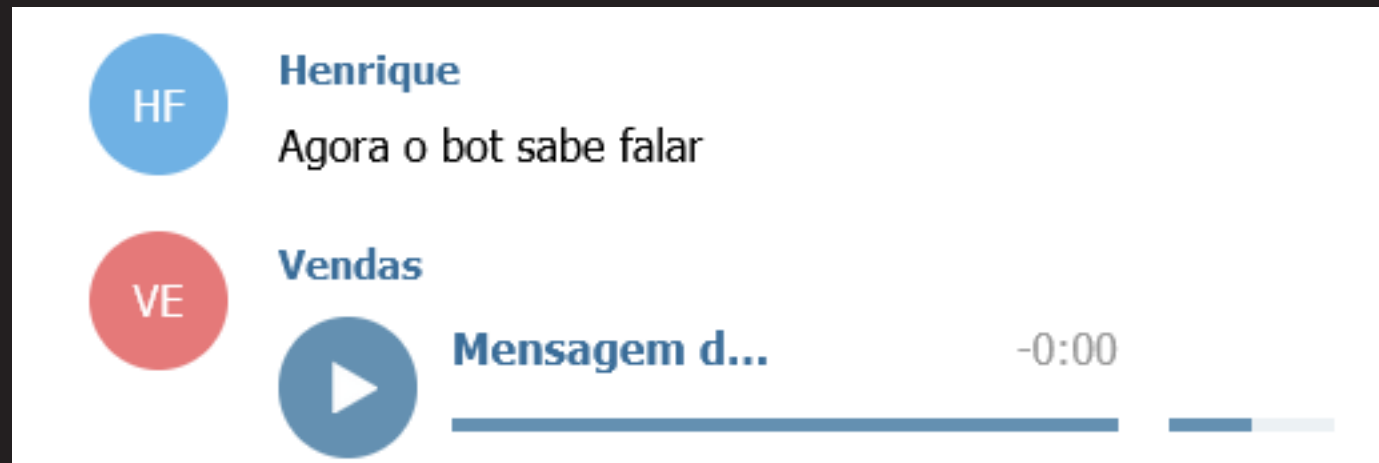 HF
Henrique
Agora o bot sabe falar
VE
Vendas
Mensagem d...
-0:00